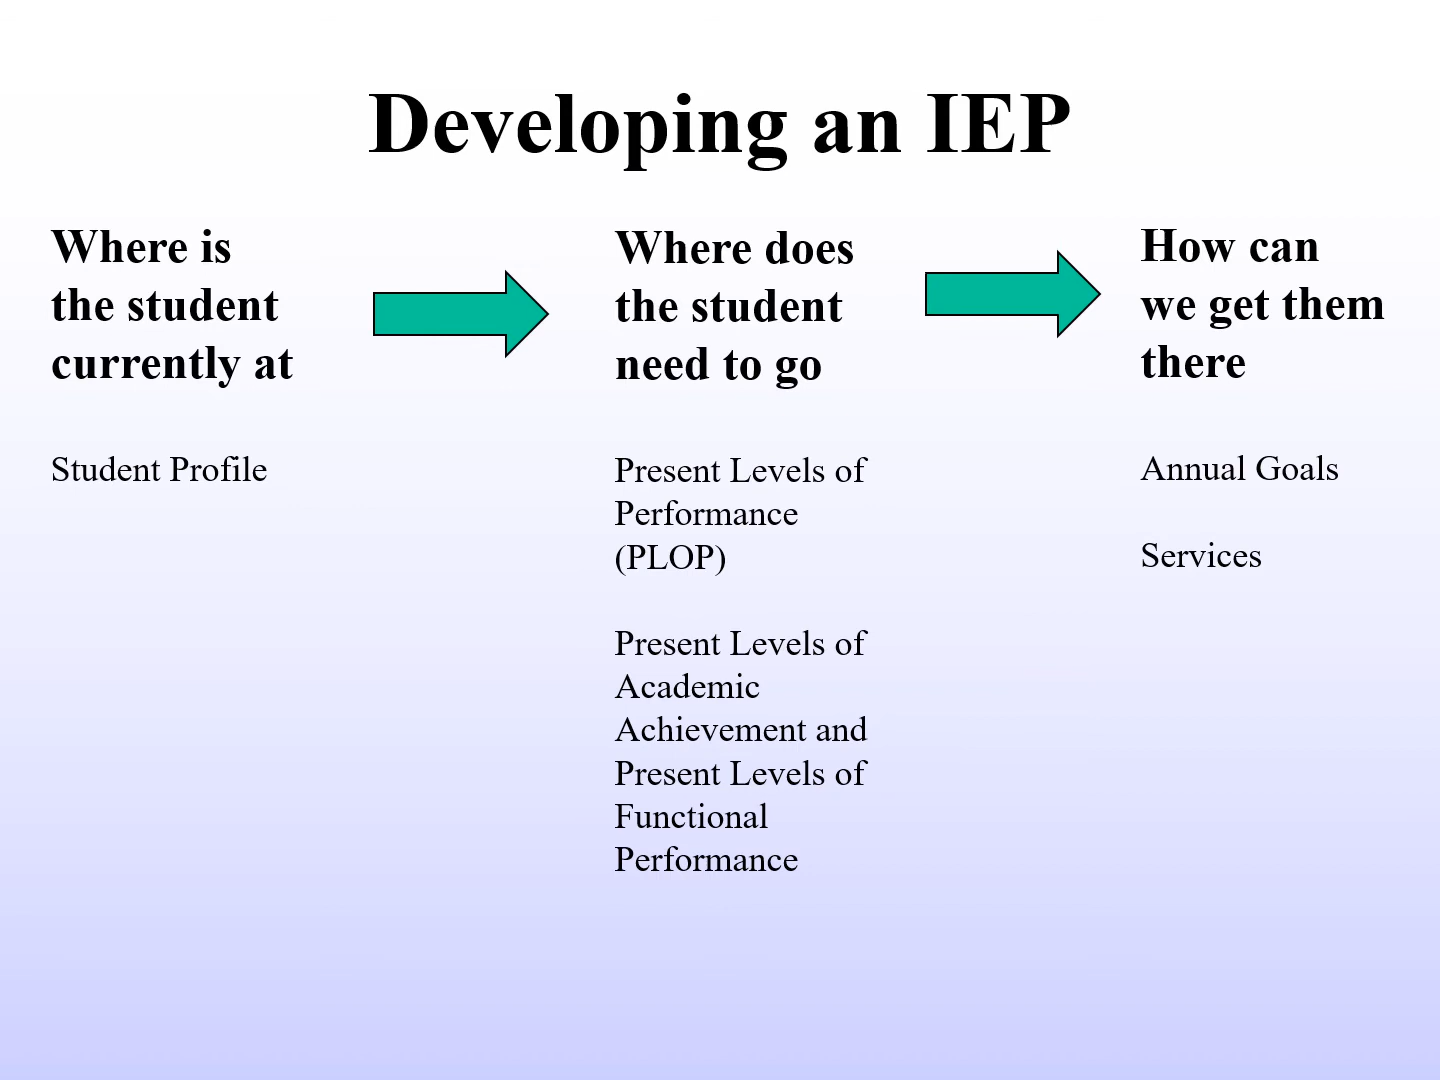 Developing an IEP
Where is
the student
currently at
Student Profile
Where does
the student
need to go
Present Levels of
Performance
(PLOP)
Present Levels of
Academic
Achievement and
Present Levels of
Functional
Performance
How can
we get them
there
Annual Goals
Services